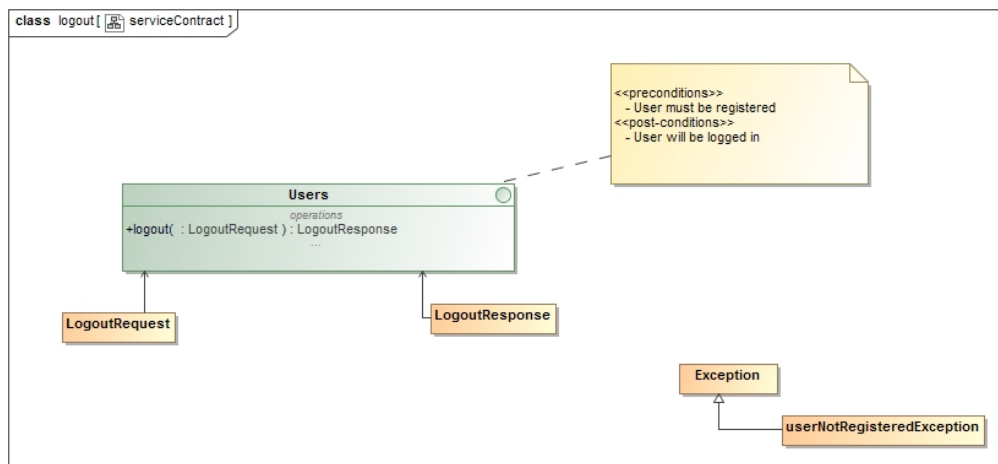 class logout [ serviceContract ]
<<preconditions>>
- User must be registered
<<post-conditions>>
- User will be logged in
Users
operations
+logout( : LogoutRequest ) : LogoutResponse
...
LogoutRequest
LogoutResponse
Exception
userNotRegisteredException